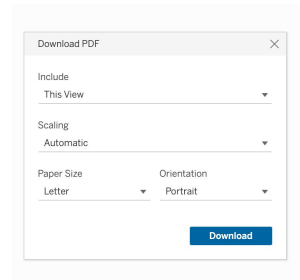 Download PDF
Include
This View
Scaling
Automatic
Paper Size Orientation
Letter Portrait
Download